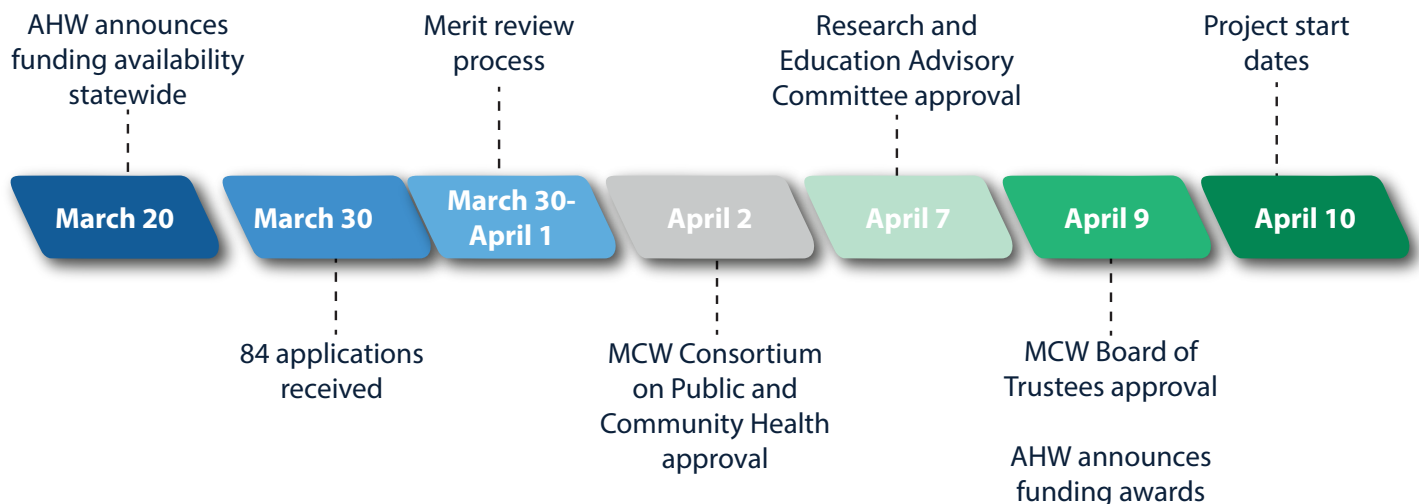 AHW announces
funding availability
statewide
Merit review
process
Research and
Education Advisory
Committee approval
Project start
dates
March 20
March 30
March 30-
April 1
April 2
April 7
April 9
April 10
84 applications
received
MCW Consortium
on Public and
Community Health
approval
MCW Board of
Trustees approval
AHW announces
funding awards